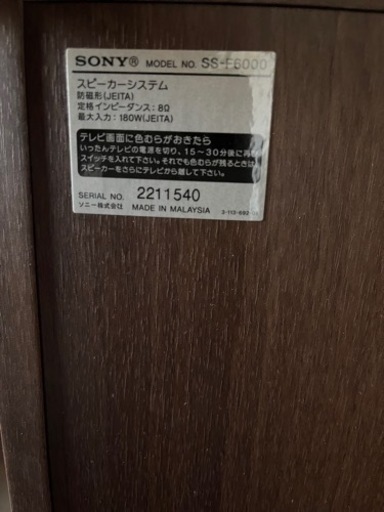 SONY® MODEL NO. SS-F6000
スピーカーシステム
防磁形(JEITA)
定格インピーダンス: 8Ω
最大入力: 180W(JEITA)
テレビ画面に色むらがおきたら
いったんテレビの電源を切り、15～30分後に再び
スイッチを入れて下さい。それでも色むらが残るときは
スピーカーをさらにテレビから離して下さい。
SERIAL NO. 2211540
ソニー株式会社 MADE IN MALAYSIA